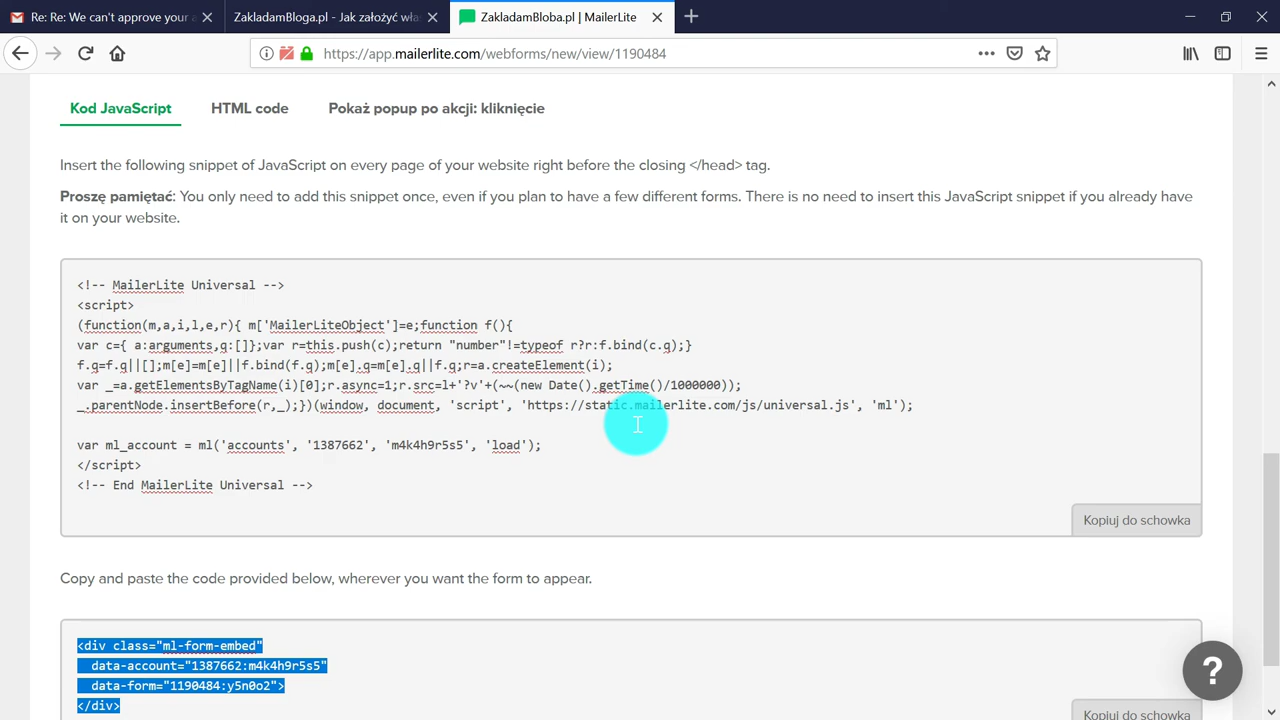 Re: Re: We can't approve your a
ZakladamBloga.pl - Jak założyć wła
ZakladamBloba.pl | MailerLite
https://app.mailerlite.com/webforms/new/view/1190484
Kod JavaScript
HTML code
Pokaż popup po akcji: kliknięcie
Insert the following snippet of JavaScript on every page of your website right before the closing </head> tag.
Proszę pamiętać: You only need to add this snippet once, even if you plan to have a few different forms. There is no need to insert this JavaScript snippet if you already have
it on your website.
<!-- MailerLite Universal -->
<script>
(function(m,a,i,l,e,r){ m['MailerLiteObject']=e;function f(){
var c={ a:arguments,q:[]};var r=this.push(c);return "number"!=typeof r?r:f.bind(c.q);}
f.q=f.q||[];m[e]=m[e]||f.bind(f.q);m[e].q=m[e].q||f.q;r=a.createElement(i);
var _=a.getElementsByTagName(i)[0];r.async=1;r.src=l+'?v'+(~~(new Date().getTime()/1000000));
_.parentNode.insertBefore(r,_);})(window, document, 'script', 'https://static.mailerlite.com/js/universal.js', 'ml');
var ml_account = ml('accounts', '1387662', 'm4k4h9r5s5', 'load');
</script>
<!-- End MailerLite Universal -->
Kopiuj do schowka
Copy and paste the code provided below, wherever you want the form to appear.
<div class="ml-form-embed"
data-account="1387662:m4k4h9r5s5"
data-form="1190484:y5n0o2">
</div>
Kopiuj do schowka
?